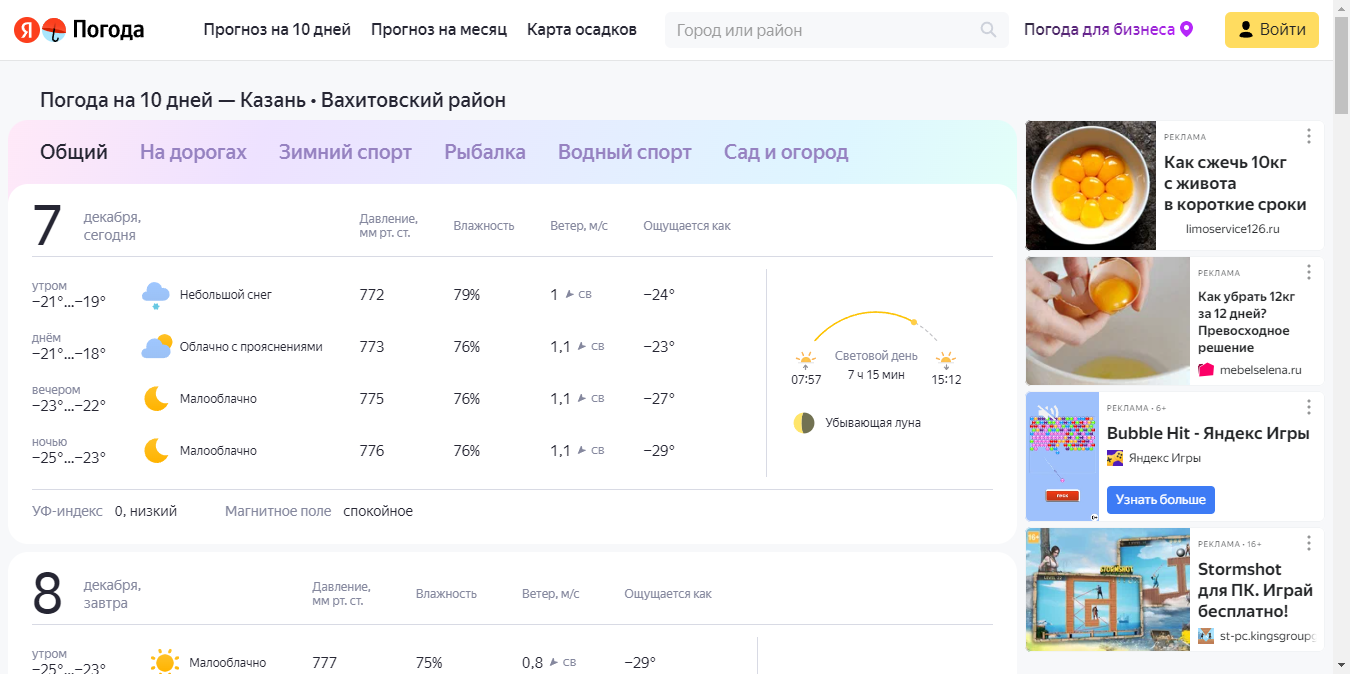 Я Погода
Прогноз на 10 дней Прогноз на месяц Карта осадков Город или район Погода для бизнеса Войти
Погода на 10 дней — Казань • Вахитовский район
Общий На дорогах Зимний спорт Рыбалка Водный спорт Сад и огород
7 декабря, сегодня Давление, мм рт. ст. Влажность Ветер, м/с Ощущается как
утром
−21°...−19° Небольшой снег 772 79% 1 СВ −24°
днём
−21°...−18° Облачно с прояснениями 773 76% 1,1 СВ −23°
вечером
−23°...−22° Малооблачно 775 76% 1,1 СВ −27°
ночью
−25°...−23° Малооблачно 776 76% 1,1 СВ −29°
Световой день
7 ч 15 мин
07:57 15:12
Убывающая луна
УФ-индекс 0, низкий Магнитное поле спокойное
8 декабря, завтра Давление, мм рт. ст. Влажность Ветер, м/с Ощущается как
утром
−25°...−23° Малооблачно 777 75% 0,8 СВ −29°
РЕКЛАМА
Как сжечь 10кг
с живота
в короткие сроки
limoservice126.ru
РЕКЛАМА
Как убрать 12кг
за 12 дней?
Превосходное
решение
mebelselena.ru
РЕКЛАМА • 6+
Bubble Hit - Яндекс Игры
Яндекс Игры
Узнать больше
16+
STORMSHOT
РЕКЛАМА • 16+
Stormshot
для ПК. Играй
бесплатно!
st-pc.kingsgroup